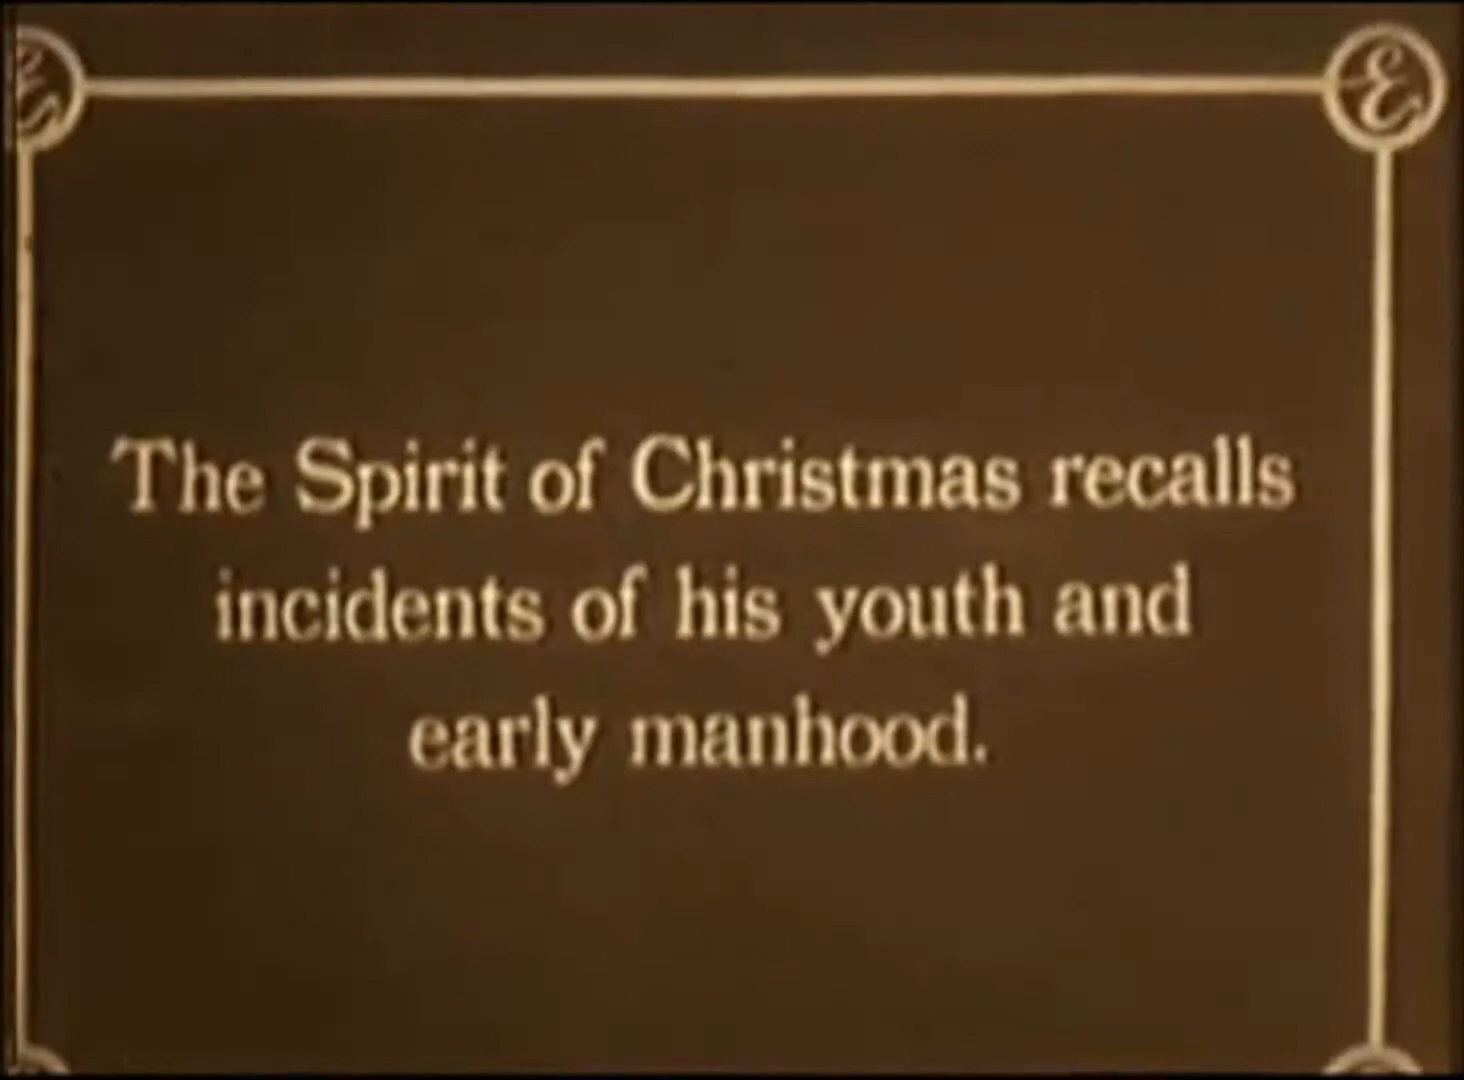 E
E
The Spirit of Christmas recalls
incidents of his youth and
early manhood.